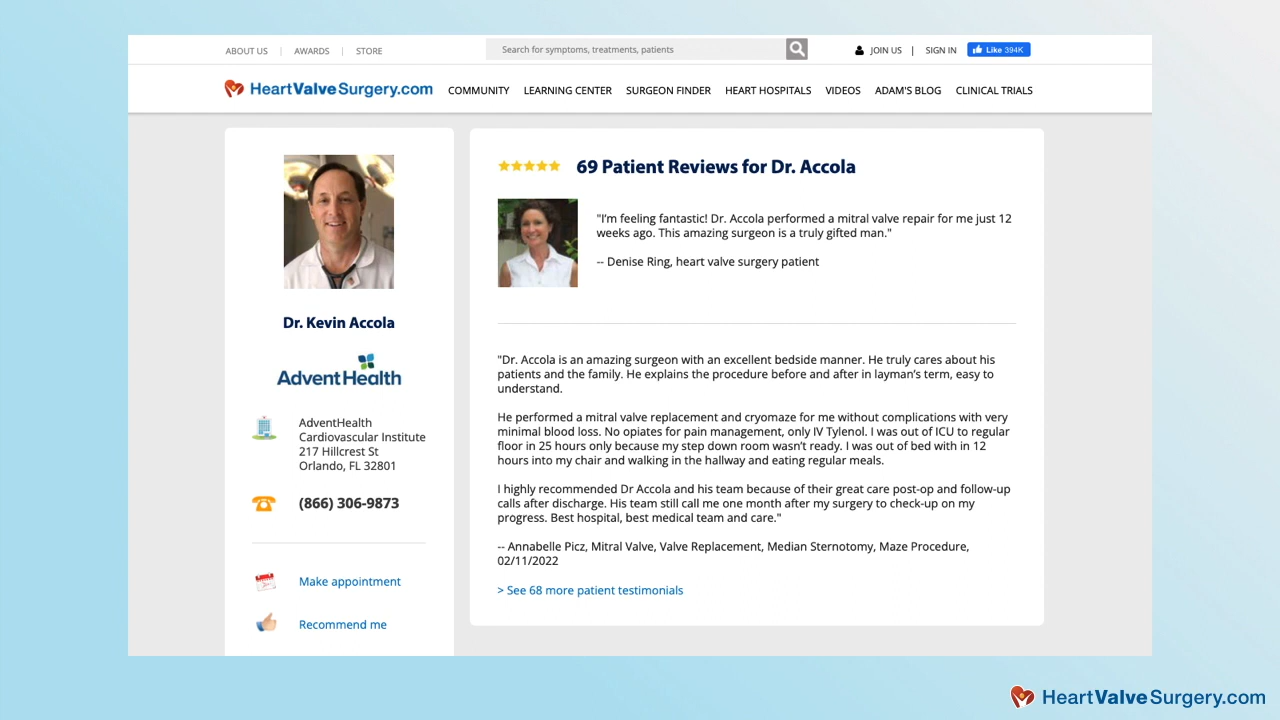 ABOUT US | AWARDS | STORE
Search for symptoms, treatments, patients
JOIN US | SIGN IN
Like 394K
HeartValveSurgery.com
COMMUNITY LEARNING CENTER SURGEON FINDER HEART HOSPITALS VIDEOS ADAM'S BLOG CLINICAL TRIALS
Dr. Kevin Accola
AdventHealth
AdventHealth
Cardiovascular Institute
217 Hillcrest St
Orlando, FL 32801
(866) 306-9873
Make appointment
Recommend me
69 Patient Reviews for Dr. Accola
"I'm feeling fantastic! Dr. Accola performed a mitral valve repair for me just 12
weeks ago. This amazing surgeon is a truly gifted man."
-- Denise Ring, heart valve surgery patient
"Dr. Accola is an amazing surgeon with an excellent bedside manner. He truly cares about his
patients and the family. He explains the procedure before and after in layman's term, easy to
understand.
He performed a mitral valve replacement and cryomaze for me without complications with very
minimal blood loss. No opiates for pain management, only IV Tylenol. I was out of ICU to regular
floor in 25 hours only because my step down room wasn't ready. I was out of bed with in 12
hours into my chair and walking in the hallway and eating regular meals.
I highly recommended Dr Accola and his team because of their great care post-op and follow-up
calls after discharge. His team still call me one month after my surgery to check-up on my
progress. Best hospital, best medical team and care."
-- Annabelle Picz, Mitral Valve, Valve Replacement, Median Sternotomy, Maze Procedure,
02/11/2022
> See 68 more patient testimonials
HeartValveSurgery.com